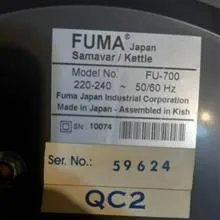 FUMA® Japan
Samavar / Kettle
Model No. FU-700
220-240 ~ 50/60 Hz
Fuma Japan Industrial Corporation
Made in Japan - Assembled in Kish
SN: 10074
Ser. No.: 59624
QC2